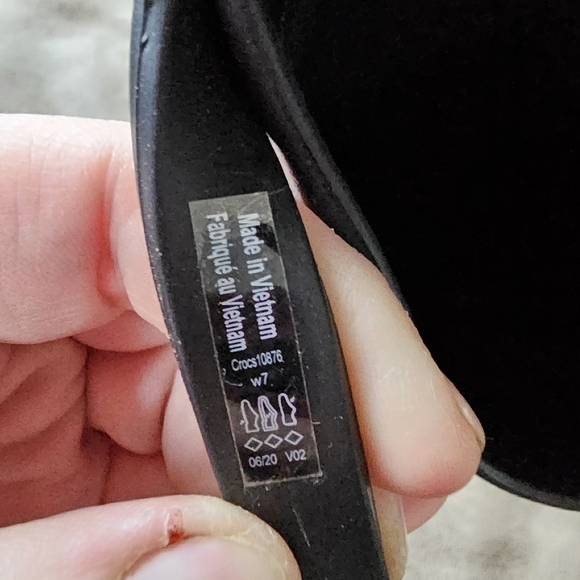 Made in Vietnam
Fabriqué au Vietnam
Crocs10876
w7
06/20 V02